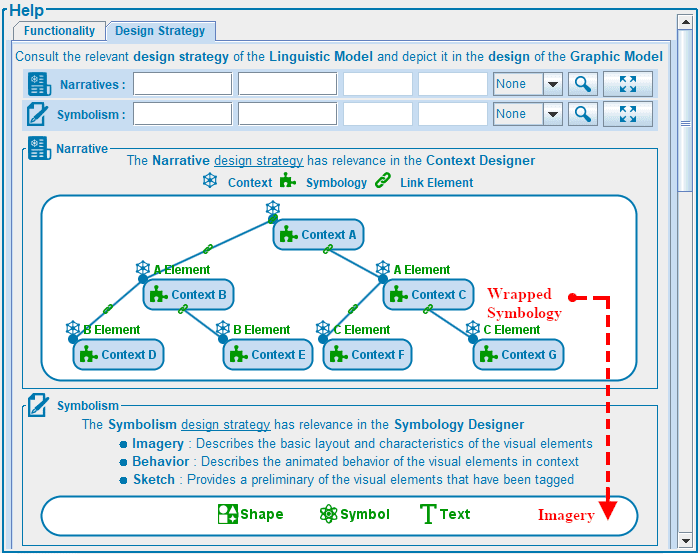 Help
Functionality Design Strategy
Consult the relevant design strategy of the Linguistic Model and depict it in the design of the Graphic Model
Narratives : None
Symbolism : None
Narrative
The Narrative design strategy has relevance in the Context Designer
Context Symbology Link Element
Context A
A Element A Element
Context B Context C
Wrapped
Symbology
B Element B Element C Element C Element
Context D Context E Context F Context G
Symbolism
The Symbolism design strategy has relevance in the Symbology Designer
Imagery : Describes the basic layout and characteristics of the visual elements
Behavior : Describes the animated behavior of the visual elements in context
Sketch : Provides a preliminary of the visual elements that have been tagged
Shape Symbol Text Imagery